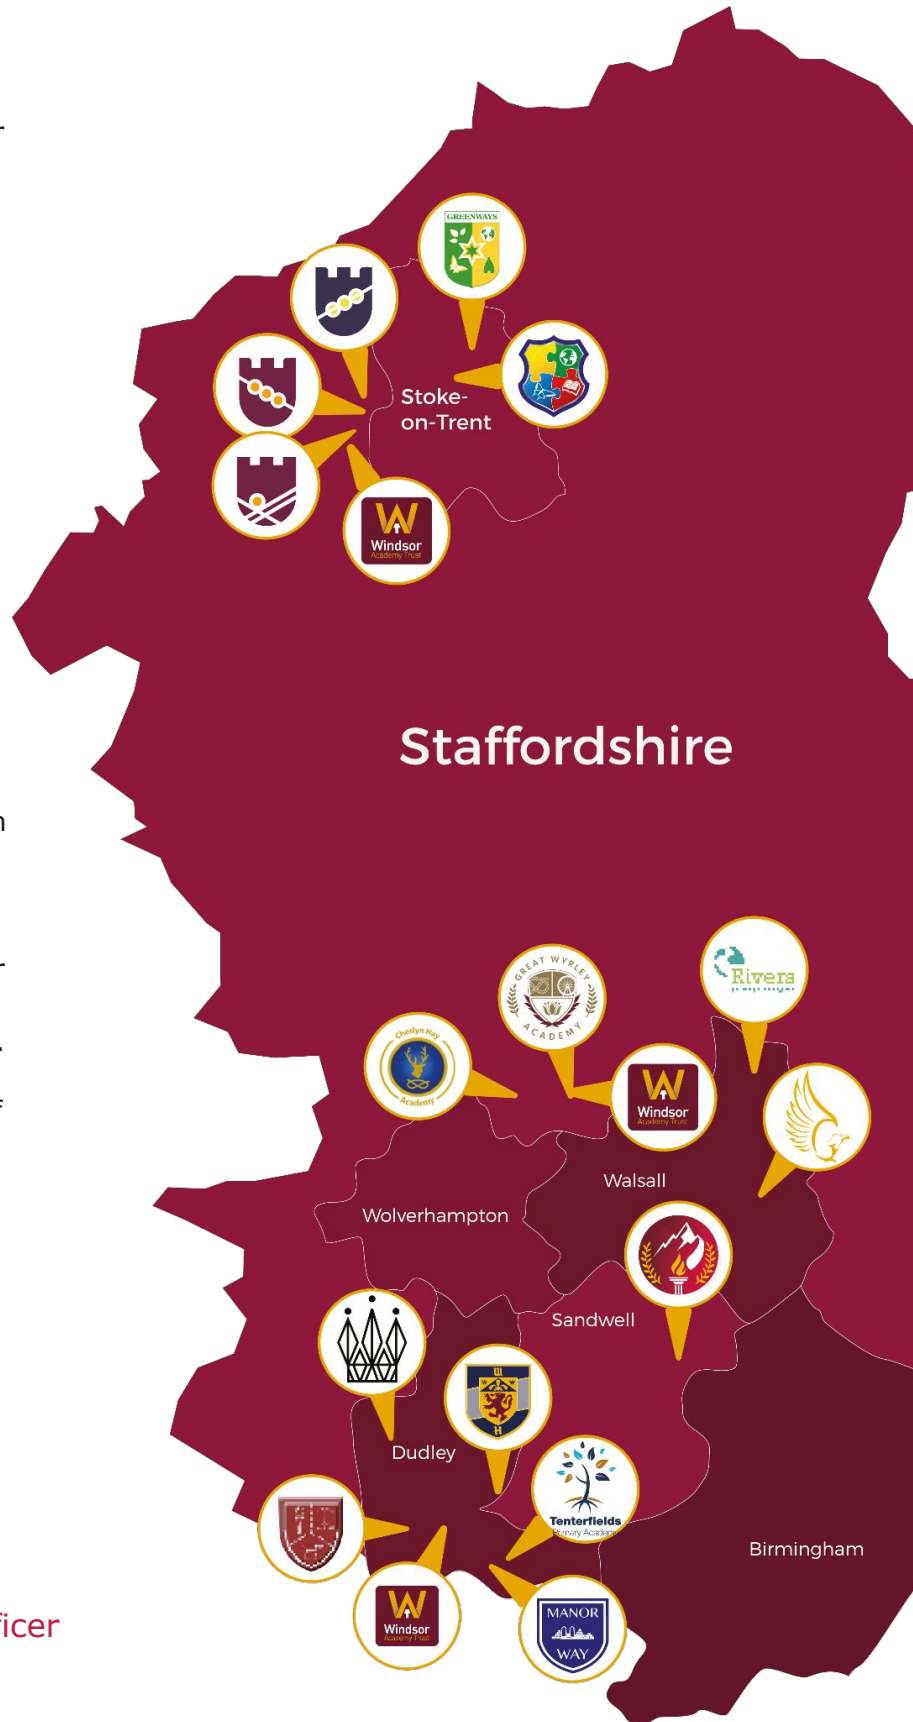 r
GREENWAYS
Stoke-
on-Trent
W
Windsor
Academy Trust
Staffordshire
n
r
.
f
GREAT WYRLEY
ACADEMY
Rivers
Cheslyn Hay
Academy
W
Windsor
Academy Trust
Walsall
Wolverhampton
Sandwell
W
H
Dudley
Tenterfields
Primary Academy
Birmingham
MANOR
WAY
W
Windsor
Academy Trust
ficer